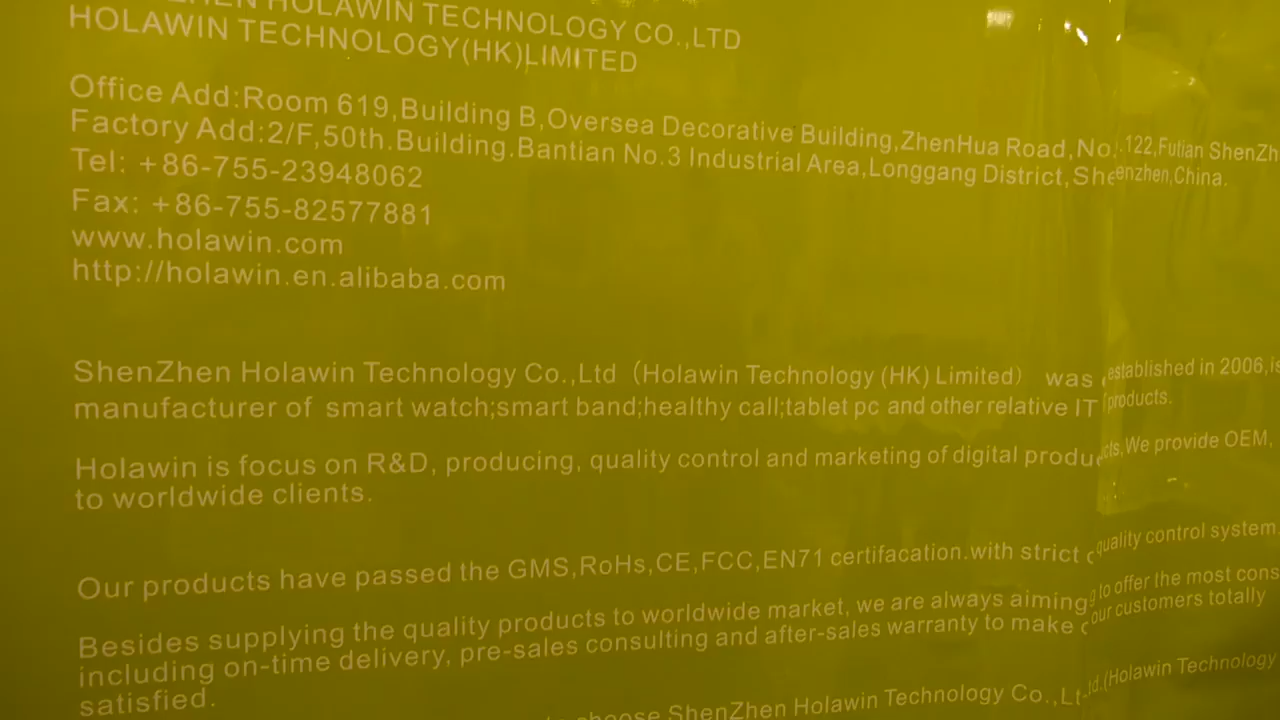 HOLAWIN TECHNOLOGY CO.,LTD
HOLAWIN TECHNOLOGY(HK)LIMITED
Office Add:Room 619,Building B,Oversea Decorative Building,ZhenHua Road,No. 122,Futian ShenZh
Factory Add:2/F,50th.Building.Bantian No.3 Industrial Area,Longgang District,Shenzhen,China.
Tel: +86-755-23948062
Fax: +86-755-82577881
www.holawin.com
http://holawin.en.alibaba.com
ShenZhen Holawin Technology Co.,Ltd（Holawin Technology (HK) Limited） was established in 2006,is
manufacturer of smart watch;smart band;healthy call;tablet pc and other relative IT products.
Holawin is focus on R&D, producing, quality control and marketing of digital products.We provide OEM,
to worldwide clients.
Our products have passed the GMS,RoHs,CE,FCC,EN71 certifacation.with strict quality control system.
Besides supplying the quality products to worldwide market, we are always aiming to offer the most cons
including on-time delivery, pre-sales consulting and after-sales warranty to make our customers totally
satisfied.
choose ShenZhen Holawin Technology Co.,Ltd.(Holawin Technology